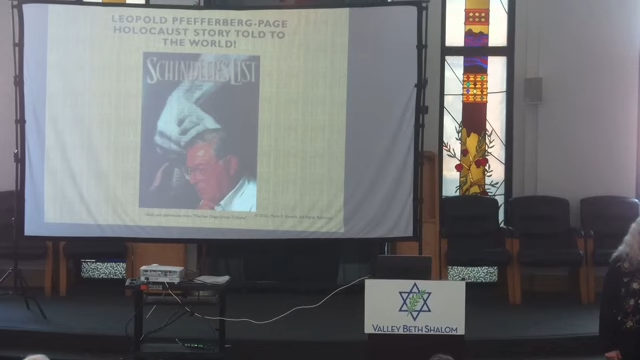 LEOPOLD PFEFFERBERG-PAGE
HOLOCAUST STORY TOLD TO
THE WORLD!
SCHINDLER'S LIST
VALLEY BETH SHALOM